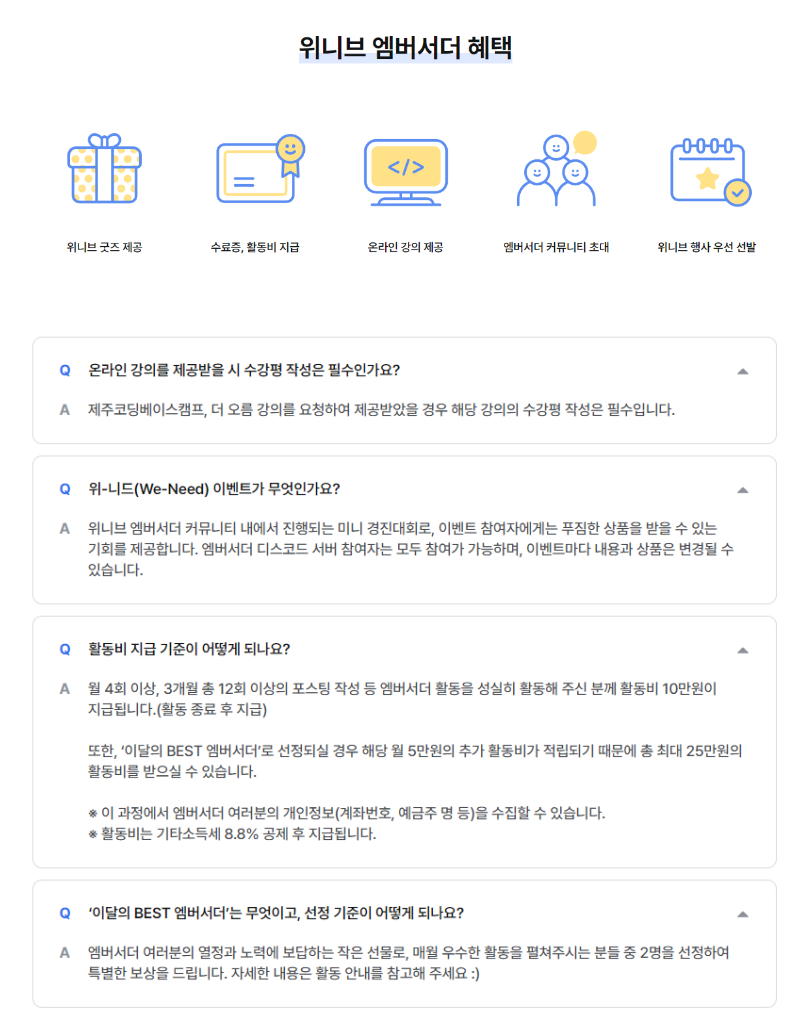 위니브 엠버서더 혜택
</>
위니브 굿즈 제공
수료증, 활동비 지급
온라인 강의 제공
엠버서더 커뮤니티 초대
위니브 행사 우선 선발
Q 온라인 강의를 제공받을 시 수강평 작성은 필수인가요?
A 제주코딩베이스캠프, 더 오름 강의를 요청하여 제공받았을 경우 해당 강의의 수강평 작성은 필수입니다.
Q 위-니드(We-Need) 이벤트가 무엇인가요?
A 위니브 엠버서더 커뮤니티 내에서 진행되는 미니 경진대회로, 이벤트 참여자에게는 푸짐한 상품을 받을 수 있는
기회를 제공합니다. 엠버서더 디스코드 서버 참여자는 모두 참여가 가능하며, 이벤트마다 내용과 상품은 변경될 수
있습니다.
Q 활동비 지급 기준이 어떻게 되나요?
A 월 4회 이상, 3개월 총 12회 이상의 포스팅 작성 등 엠버서더 활동을 성실히 활동해 주신 분께 활동비 10만원이
지급됩니다.(활동 종료 후 지급)
또한, ‘이달의 BEST 엠버서더’로 선정되실 경우 해당 월 5만원의 추가 활동비가 적립되기 때문에 총 최대 25만원의
활동비를 받으실 수 있습니다.
※ 이 과정에서 엠버서더 여러분의 개인정보(계좌번호, 예금주 명 등)을 수집할 수 있습니다.
※ 활동비는 기타소득세 8.8% 공제 후 지급됩니다.
Q ‘이달의 BEST 엠버서더’는 무엇이고, 선정 기준이 어떻게 되나요?
A 엠버서더 여러분의 열정과 노력에 보답하는 작은 선물로, 매월 우수한 활동을 펼쳐주시는 분들 중 2명을 선정하여
특별한 보상을 드립니다. 자세한 내용은 활동 안내를 참고해 주세요 :)